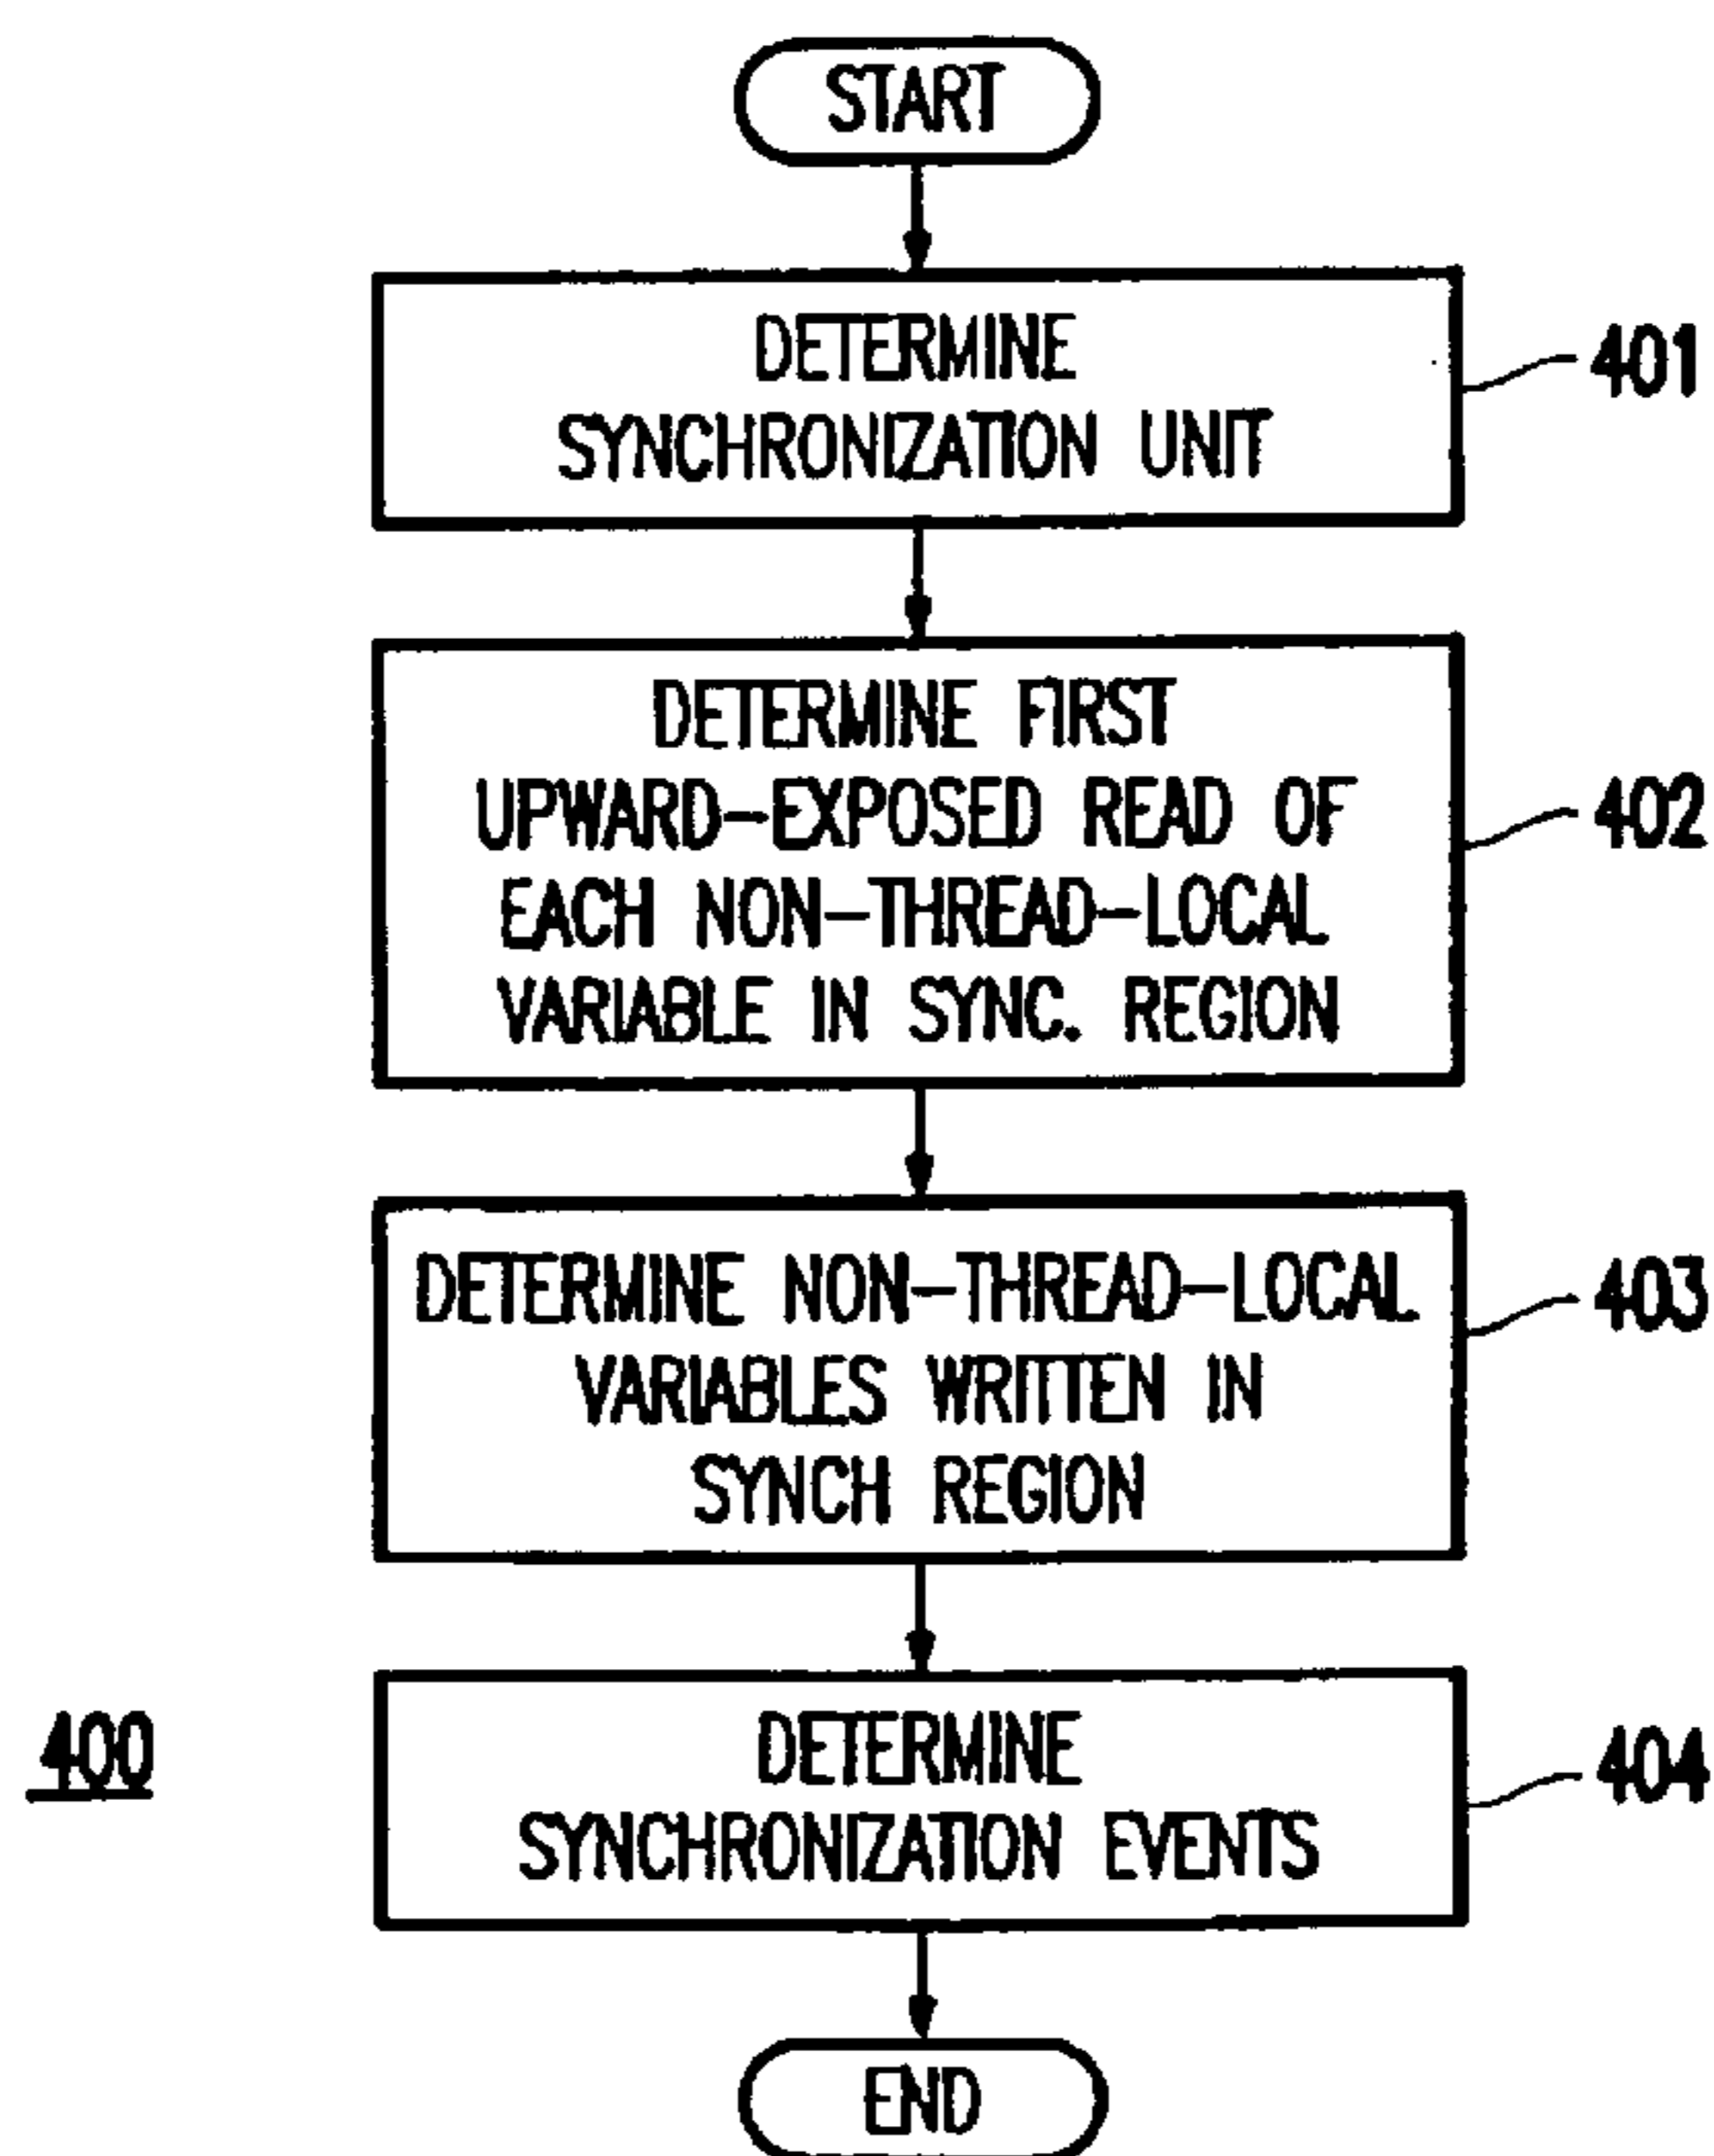 START
DETERMINE
SYNCHRONIZATION UNIT
401
DETERMINE FIRST
UPWARD-EXPOSED READ OF
EACH NON-THREAD-LOCAL
VARIABLE IN SYNC. REGION
402
DETERMINE NON-THREAD-LOCAL
VARIABLES WRITTEN IN
SYNCH REGION
403
DETERMINE
SYNCHRONIZATION EVENTS
404
400
END